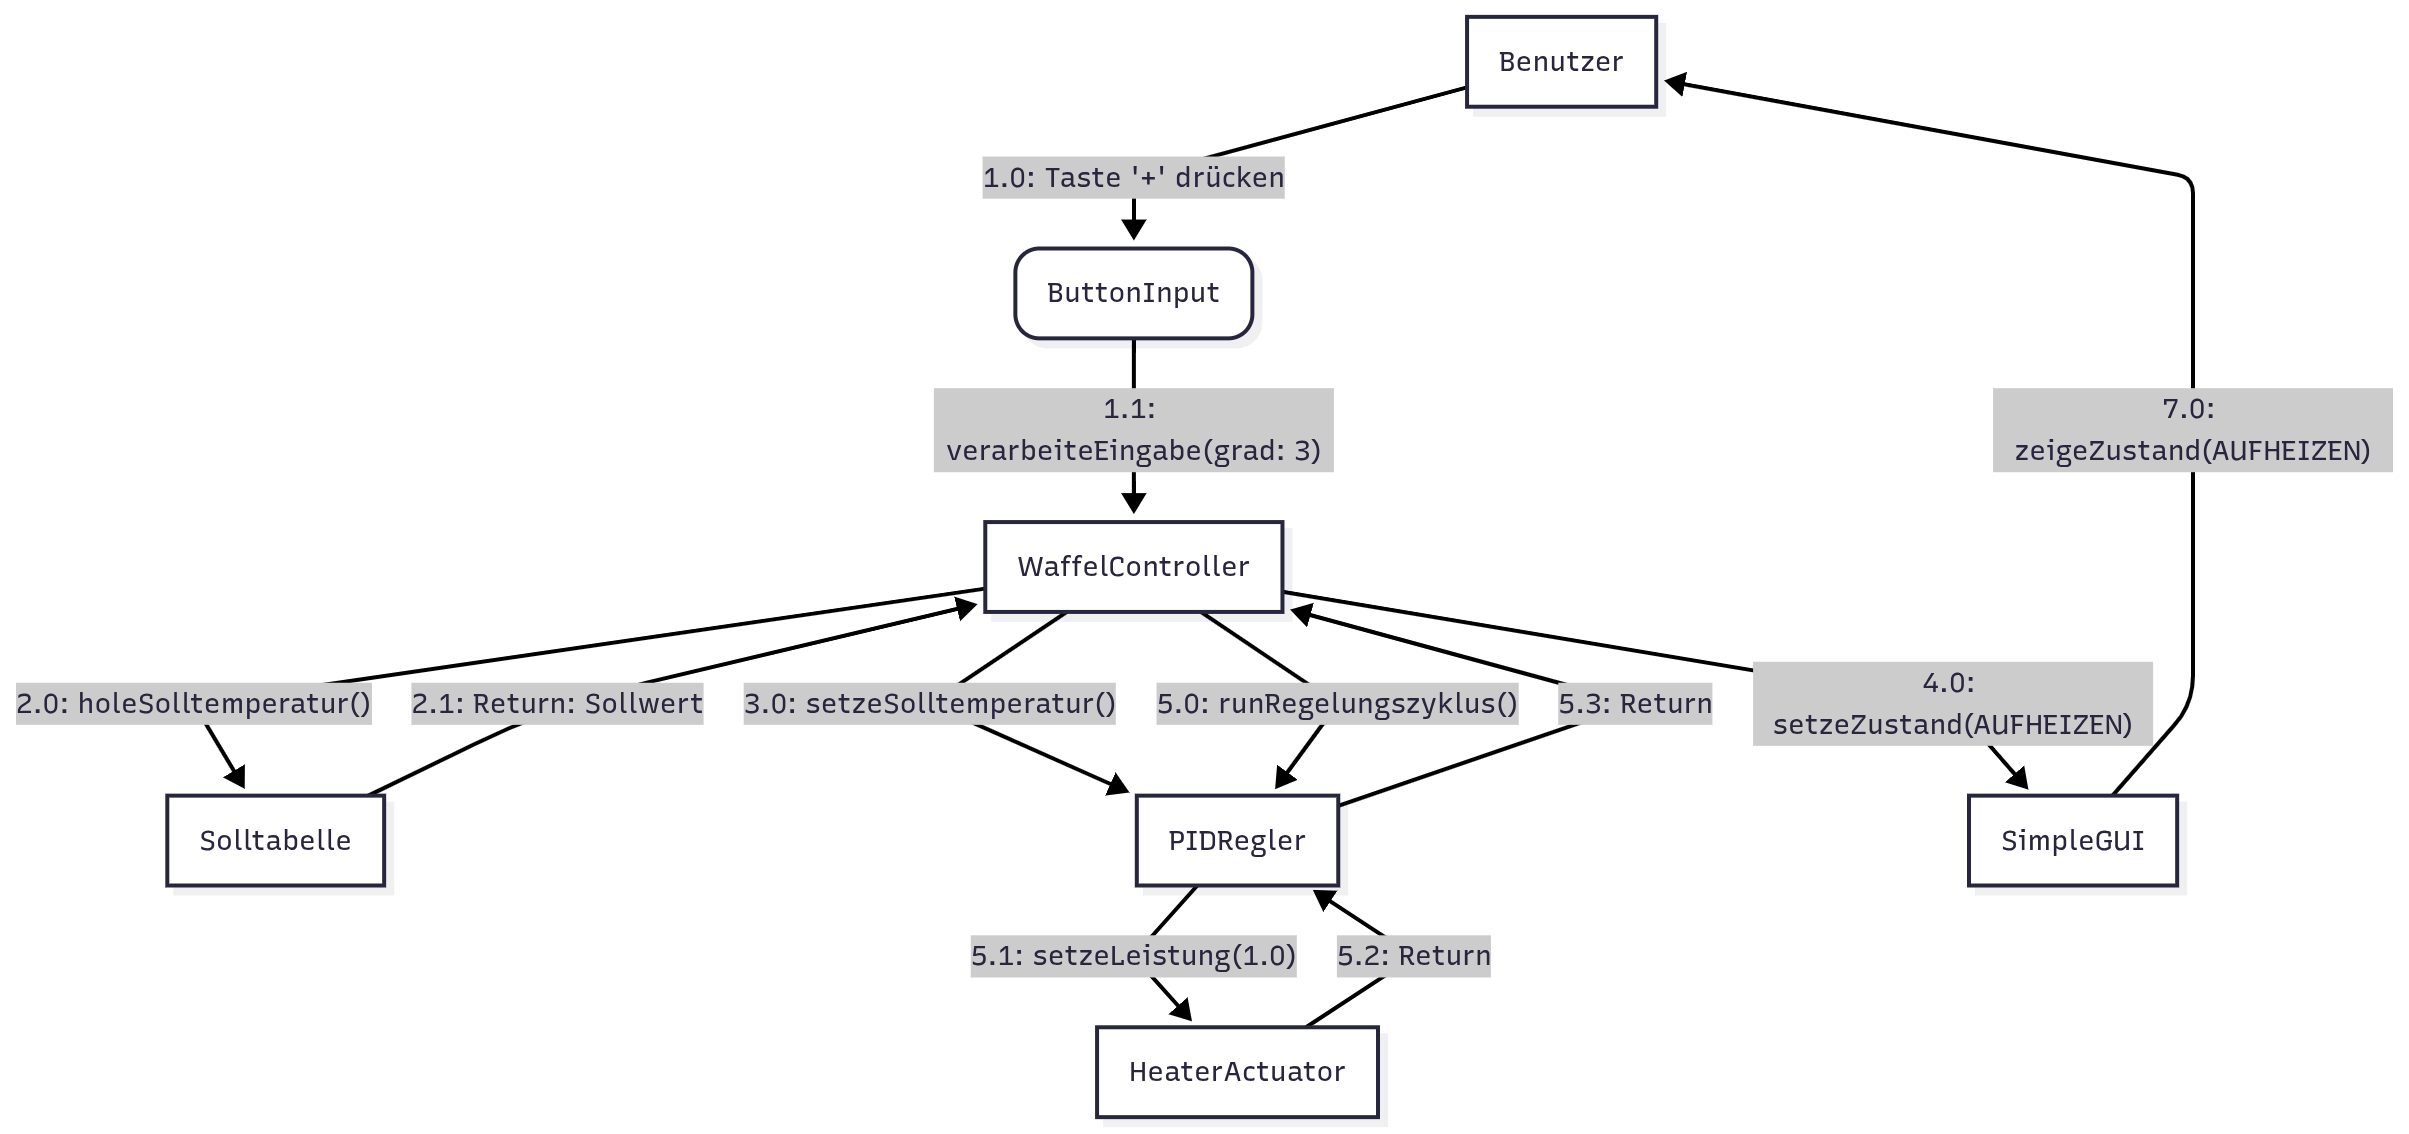 Benutzer
1.0: Taste '+' drücken
ButtonInput
1.1:
verarbeiteEingabe(grad: 3)
7.0:
zeigeZustand(AUFHEIZEN)
WaffelController
2.0: holeSolltemperatur()
2.1: Return: Sollwert
3.0: setzeSolltemperatur()
5.0: runRegelungszyklus()
5.3: Return
4.0:
setzeZustand(AUFHEIZEN)
Solltabelle
PIDRegler
SimpleGUI
5.1: setzeLeistung(1.0)
5.2: Return
HeaterActuator